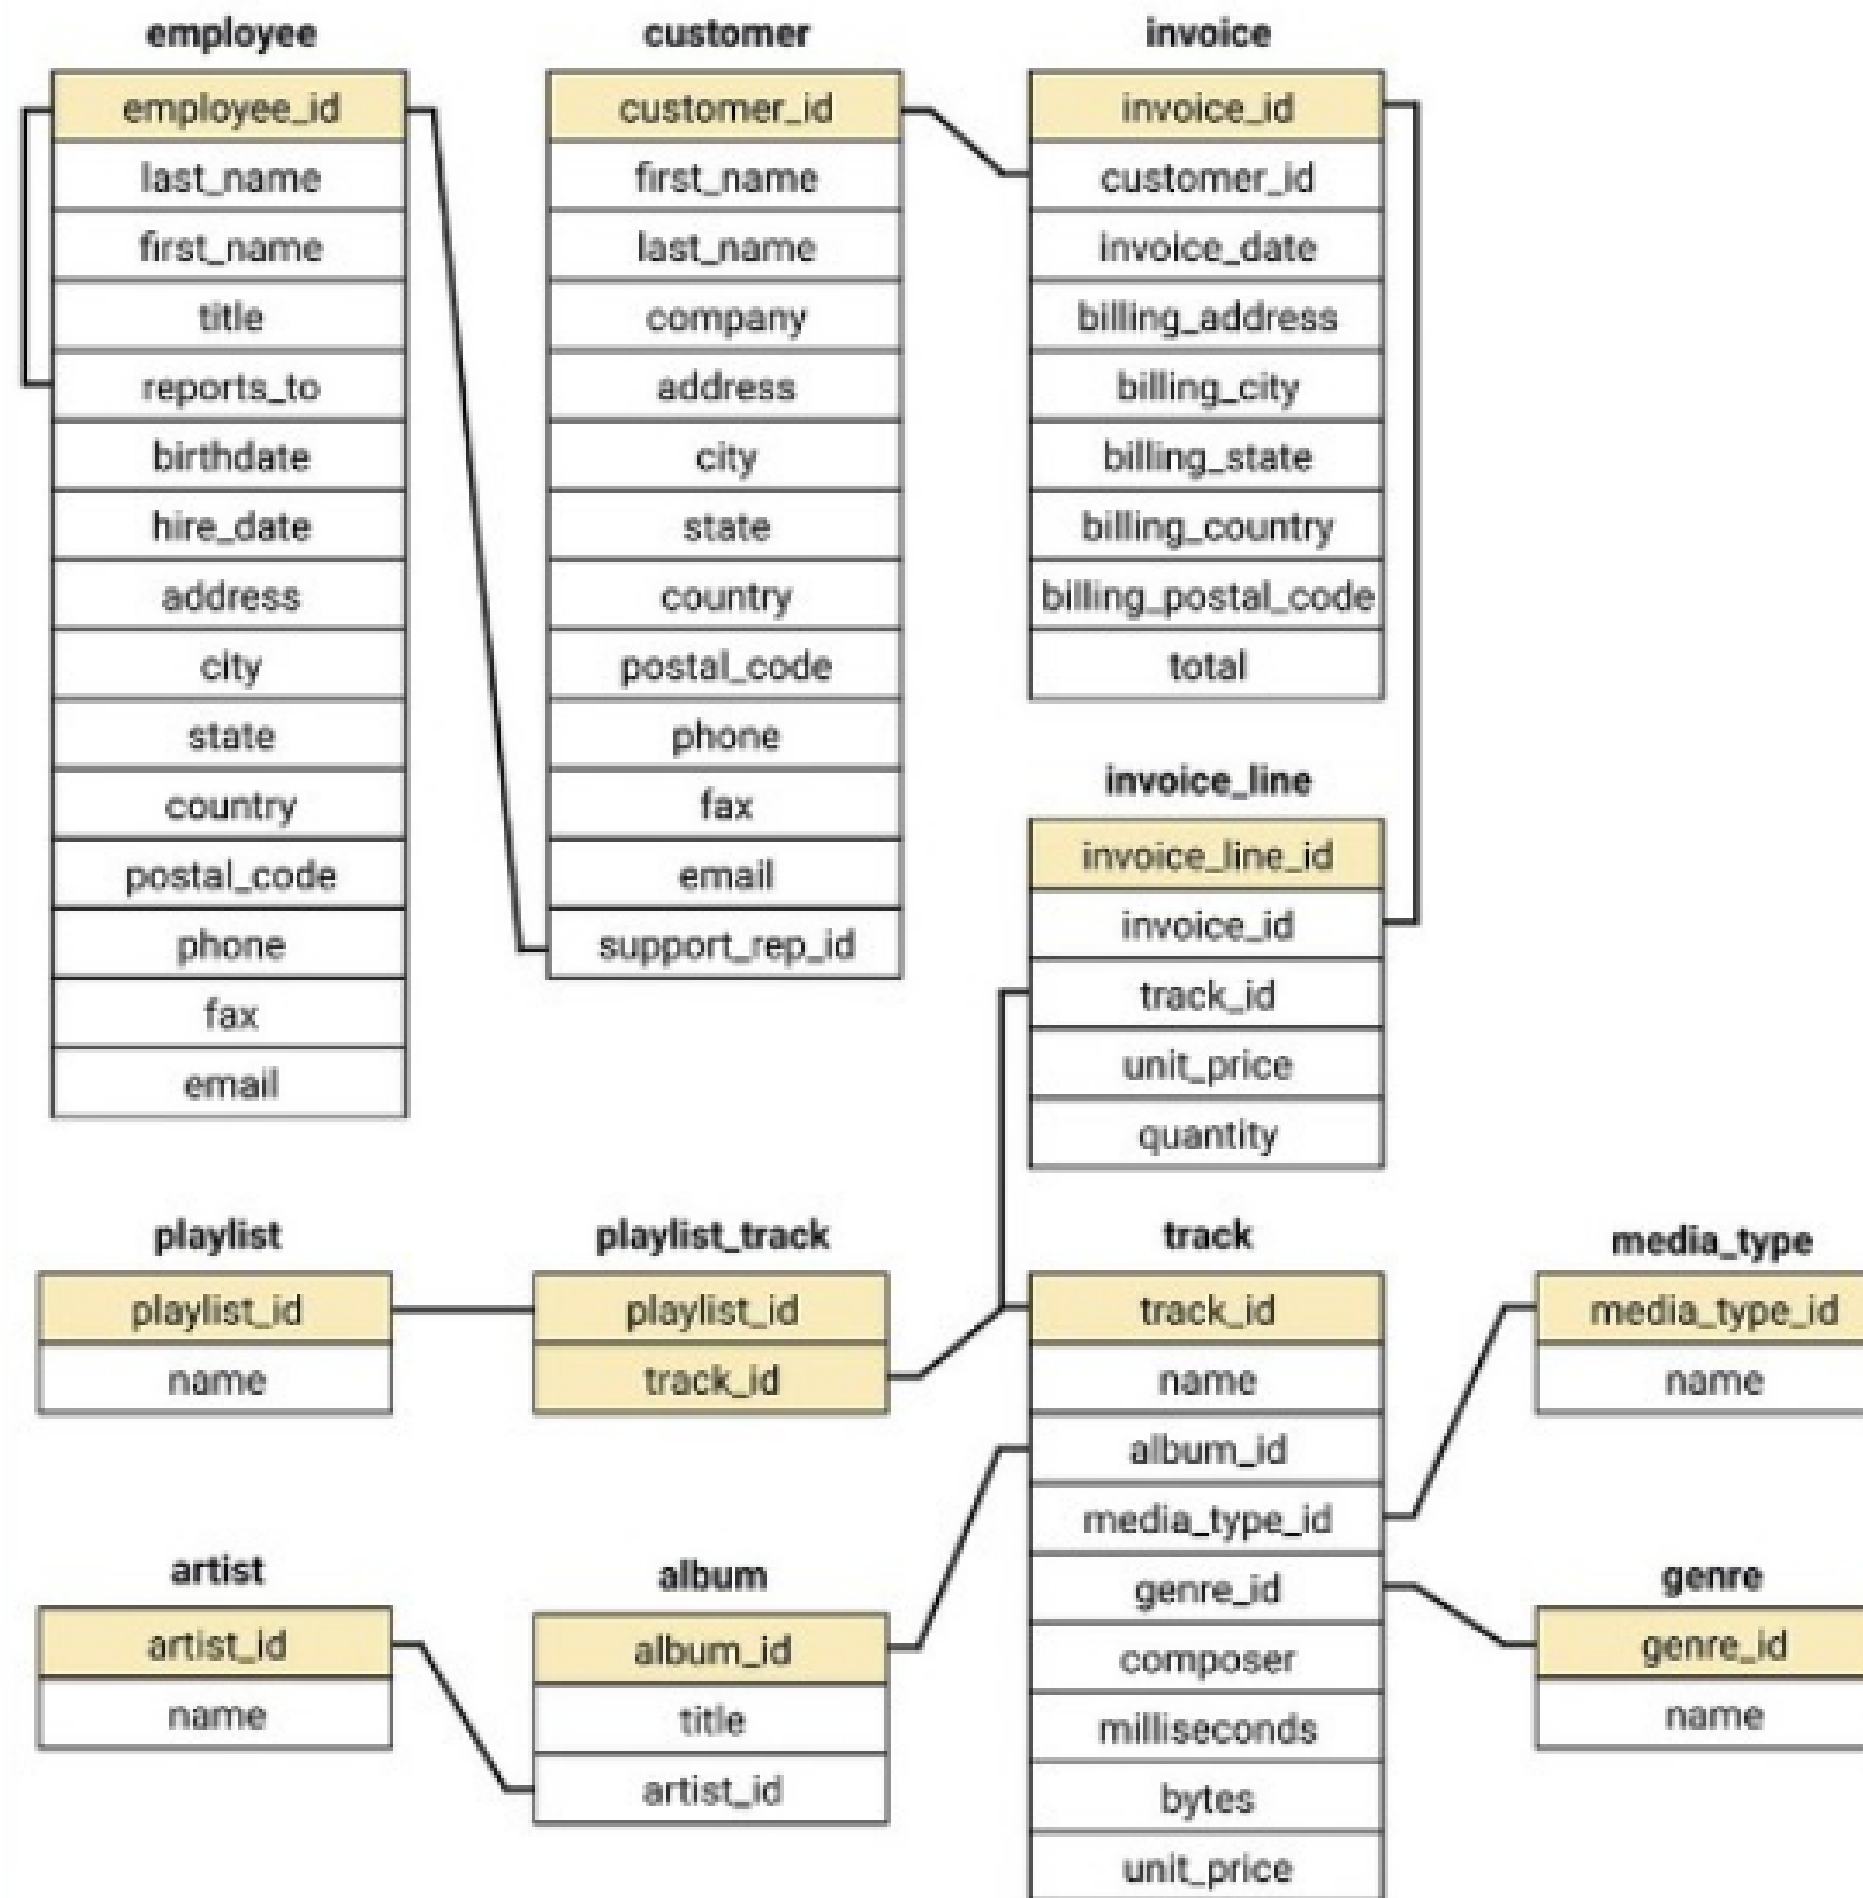 employee
employee_id
last_name
first_name
title
reports_to
birthdate
hire_date
address
city
state
country
postal_code
phone
fax
email
customer
customer_id
first_name
last_name
company
address
city
state
country
postal_code
phone
fax
email
support_rep_id
invoice
invoice_id
customer_id
invoice_date
billing_address
billing_city
billing_state
billing_country
billing_postal_code
total
invoice_line
invoice_line_id
invoice_id
track_id
unit_price
quantity
playlist
playlist_id
name
playlist_track
playlist_id
track_id
track
track_id
name
album_id
media_type_id
genre_id
composer
milliseconds
bytes
unit_price
media_type
media_type_id
name
artist
artist_id
name
album
album_id
title
artist_id
genre
genre_id
name